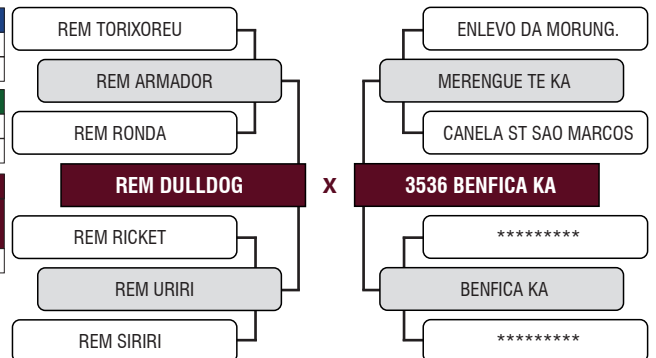 REM TORIXOREU
REM ARMADOR
REM RONDA
REM DULLDOG
REM RICKET
REM URIRI
REM SIRIRI
X
ENLEVO DA MORUNG.
MERENGUE TE KA
CANELA ST SAO MARCOS
3536 BENFICA KA
*********
BENFICA KA
*********